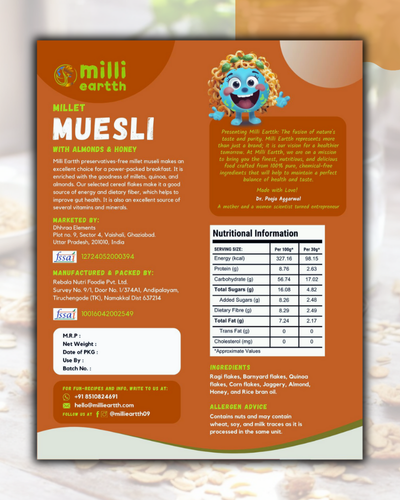 milli
eartth
MILLET
MUESLI
WITH ALMONDS & HONEY
Milli Eartth preservatives-free millet muesli makes an
excellent choice for a power-packed breakfast. It is
enriched with the goodness of millets, quinoa, and
almonds. Our selected cereal flakes make it a good
source of energy and dietary fiber, which helps to
improve gut health. It is also an excellent source of
several vitamins and minerals.
MARKETED BY:
Dhhraa Elements
Plot no. 9, Sector 4, Vaishali, Ghaziabad,
Uttar Pradesh, 201010, India
fssai 12724052000394
MANUFACTURED & PACKED BY:
Rabala Nutri Foodie Pvt. Ltd.
Survey No. 9/1, Door No. 1/374A1, Andipalayam,
Tiruchengode (TK), Namakkal Dist 637214
fssai 10016042002549
M.R.P :
Net Weight :
Date of PKG :
Use By :
Batch No. :
FOR FUN-RECIPES AND INFO, WRITE TO US AT:
+91 8510824691
hello@millieartth.com
FOLLOW US AT @millieartth09
Presenting Milli Eartth: The fusion of nature's
taste and purity. Milli Eartth represents more
than just a brand; it is our vision for a healthier
tomorrow. At Milli Eartth, we are on a mission
to bring you the finest, nutritious, and delicious
food crafted from 100% pure, chemical-free
ingredients that will help to maintain a perfect
balance of health and taste.
Made with Love!
Dr. Pooja Aggarwal
A mother and a women scientist turned entrepreneur
Nutritional Information
SERVING SIZE: Per 100g* Per 30g*
Energy (kcal) 327.16 98.15
Protein (g) 8.76 2.63
Carbohydrate (g) 56.74 17.02
Total Sugars (g) 16.08 4.82
Added Sugars (g) 8.26 2.48
Dietary Fibre (g) 8.29 2.49
Total Fat (g) 7.24 2.17
Trans Fat (g) 0 0
Cholesterol (mg) 0 0
*Approximate Values
INGREDIENTS
Ragi flakes, Barnyard flakes, Quinoa
flakes, Corn flakes, Jaggery, Almond,
Honey, and Rice bran oil.
ALLERGEN ADVICE
Contains nuts and may contain
wheat, soy, and milk traces as it is
processed in the same unit.